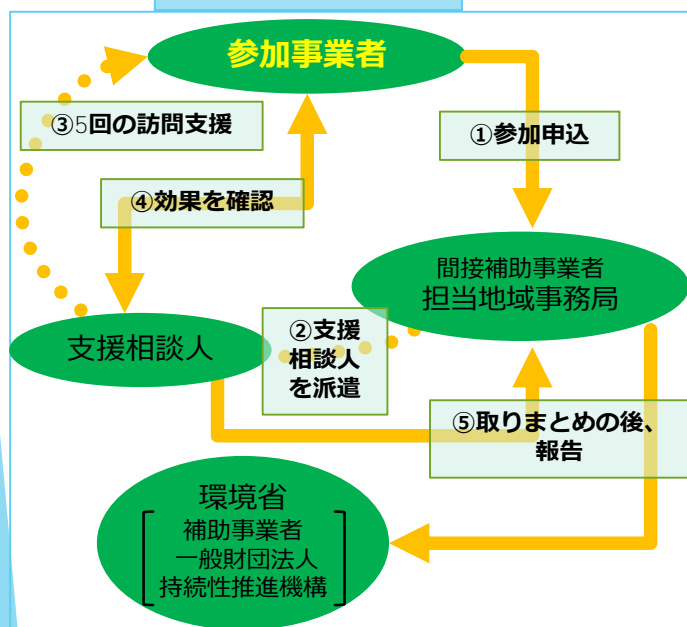 参加事業者
③5回の訪問支援
①参加申込
④効果を確認
間接補助事業者
担当地域事務局
②支援
相談人
を派遣
支援相談人
⑤取りまとめの後、
報告
環境省
補助事業者
一般財団法人
持続性推進機構